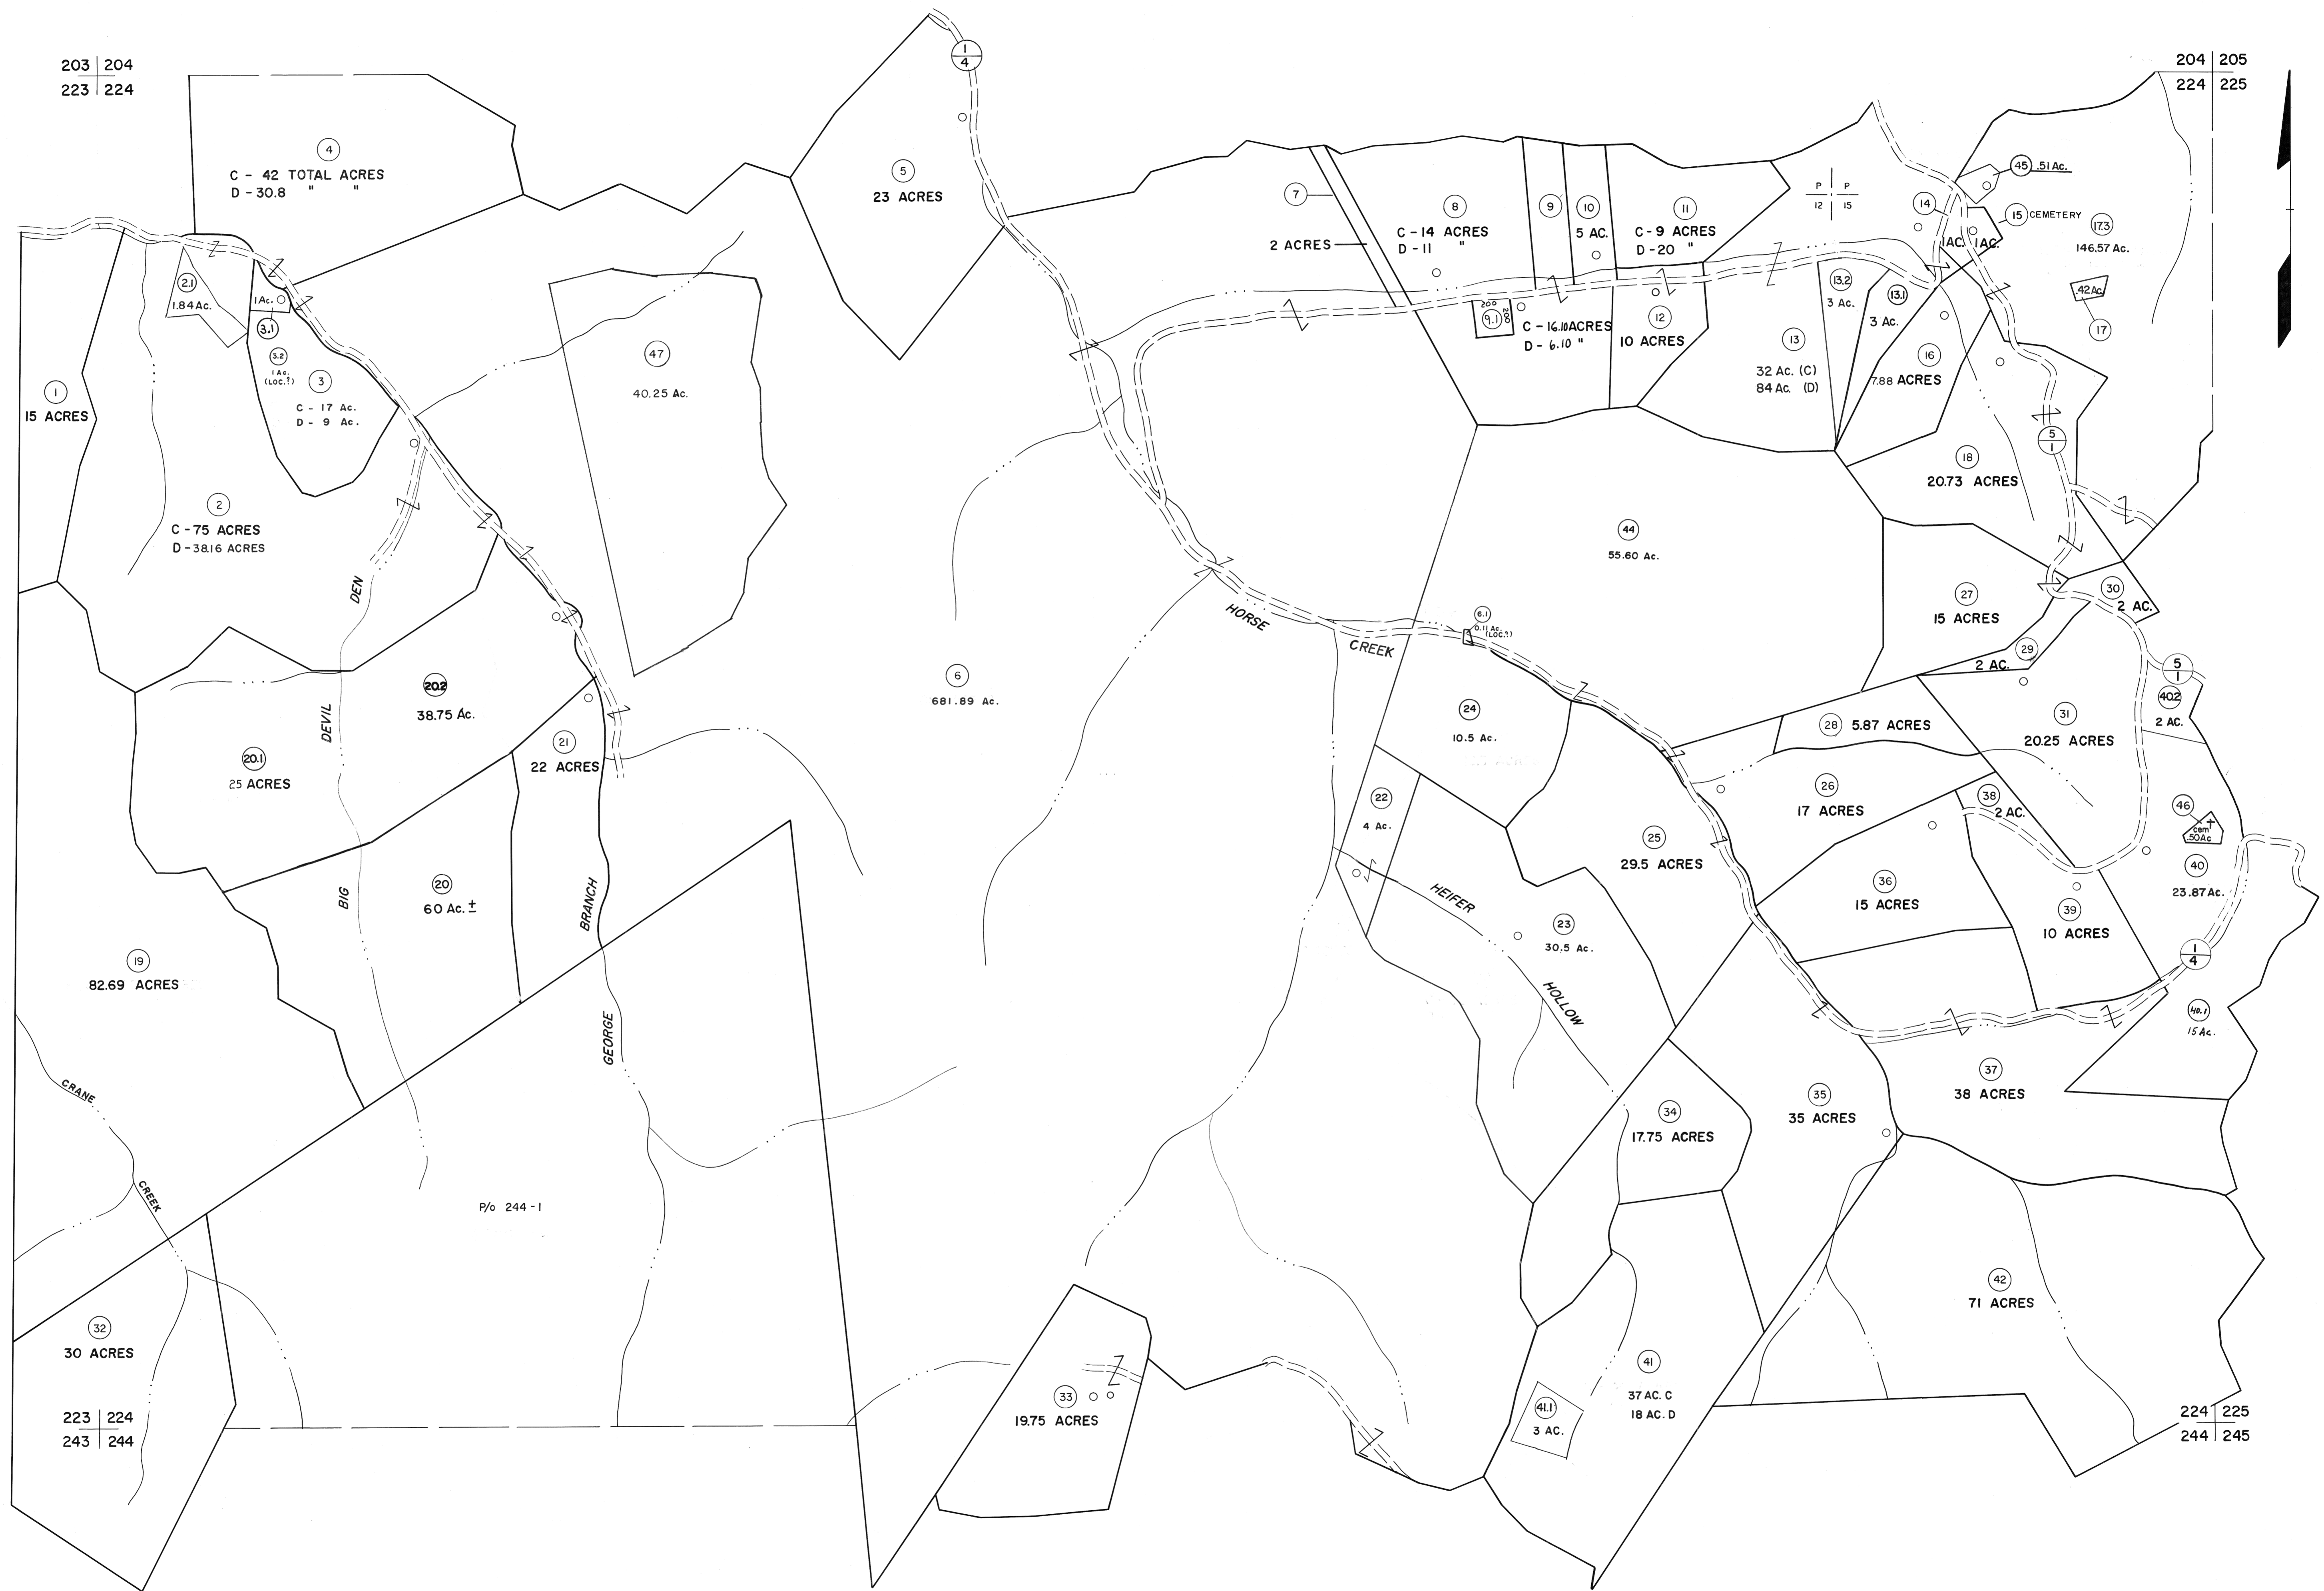 203 204
223 224
204 205
224 225
1
4
4
C - 42 TOTAL ACRES
D - 30.8 " "
5
23 ACRES
7
2 ACRES
8
C - 14 ACRES
D - 11 "
9
10
5 AC.
11
C - 9 ACRES
D - 20 "
P P
12 15
14
1 AC.
1 AC.
45 .51 Ac.
15 CEMETERY
17.3
146.57 Ac.
.42 Ac
17
2.1
1.84 Ac.
1 Ac.
3.1
3.2
1 Ac.
(LOC.?)
3
C - 17 Ac.
D - 9 Ac.
47
40.25 Ac.
200
200
9.1
C - 16.10 ACRES
D - 6.10 "
12
10 ACRES
13
32 Ac. (C)
84 Ac. (D)
13.2
3 Ac.
13.1
3 Ac.
16
7.88 ACRES
1
15 ACRES
5
1
18
20.73 ACRES
2
C - 75 ACRES
D - 38.16 ACRES
44
55.60 Ac.
DEN
DEVIL
BIG
HORSE
CREEK
6.1
0.11 Ac.
(LOC.?)
27
15 ACRES
30
2 AC.
29
2 AC.
5
1
40.2
2 AC.
20.2
38.75 Ac.
6
681.89 Ac.
24
10.5 Ac.
28 5.87 ACRES
31
20.25 ACRES
20.1
25 ACRES
21
22 ACRES
22
4 Ac.
26
17 ACRES
38
2 AC.
46
cem
.50Ac
25
29.5 ACRES
40
23.87 Ac.
20
60 Ac. ±
BRANCH
GEORGE
HEIFER
HOLLOW
36
15 ACRES
39
10 ACRES
23
30.5 Ac.
1
4
19
82.69 ACRES
40.1
15 Ac.
CRANE
CREEK
37
38 ACRES
35
35 ACRES
34
17.75 ACRES
P/o 244 - 1
42
71 ACRES
32
30 ACRES
33
19.75 ACRES
41
37 AC. C
18 AC. D
41.1
3 AC.
223 224
243 244
224 225
244 245